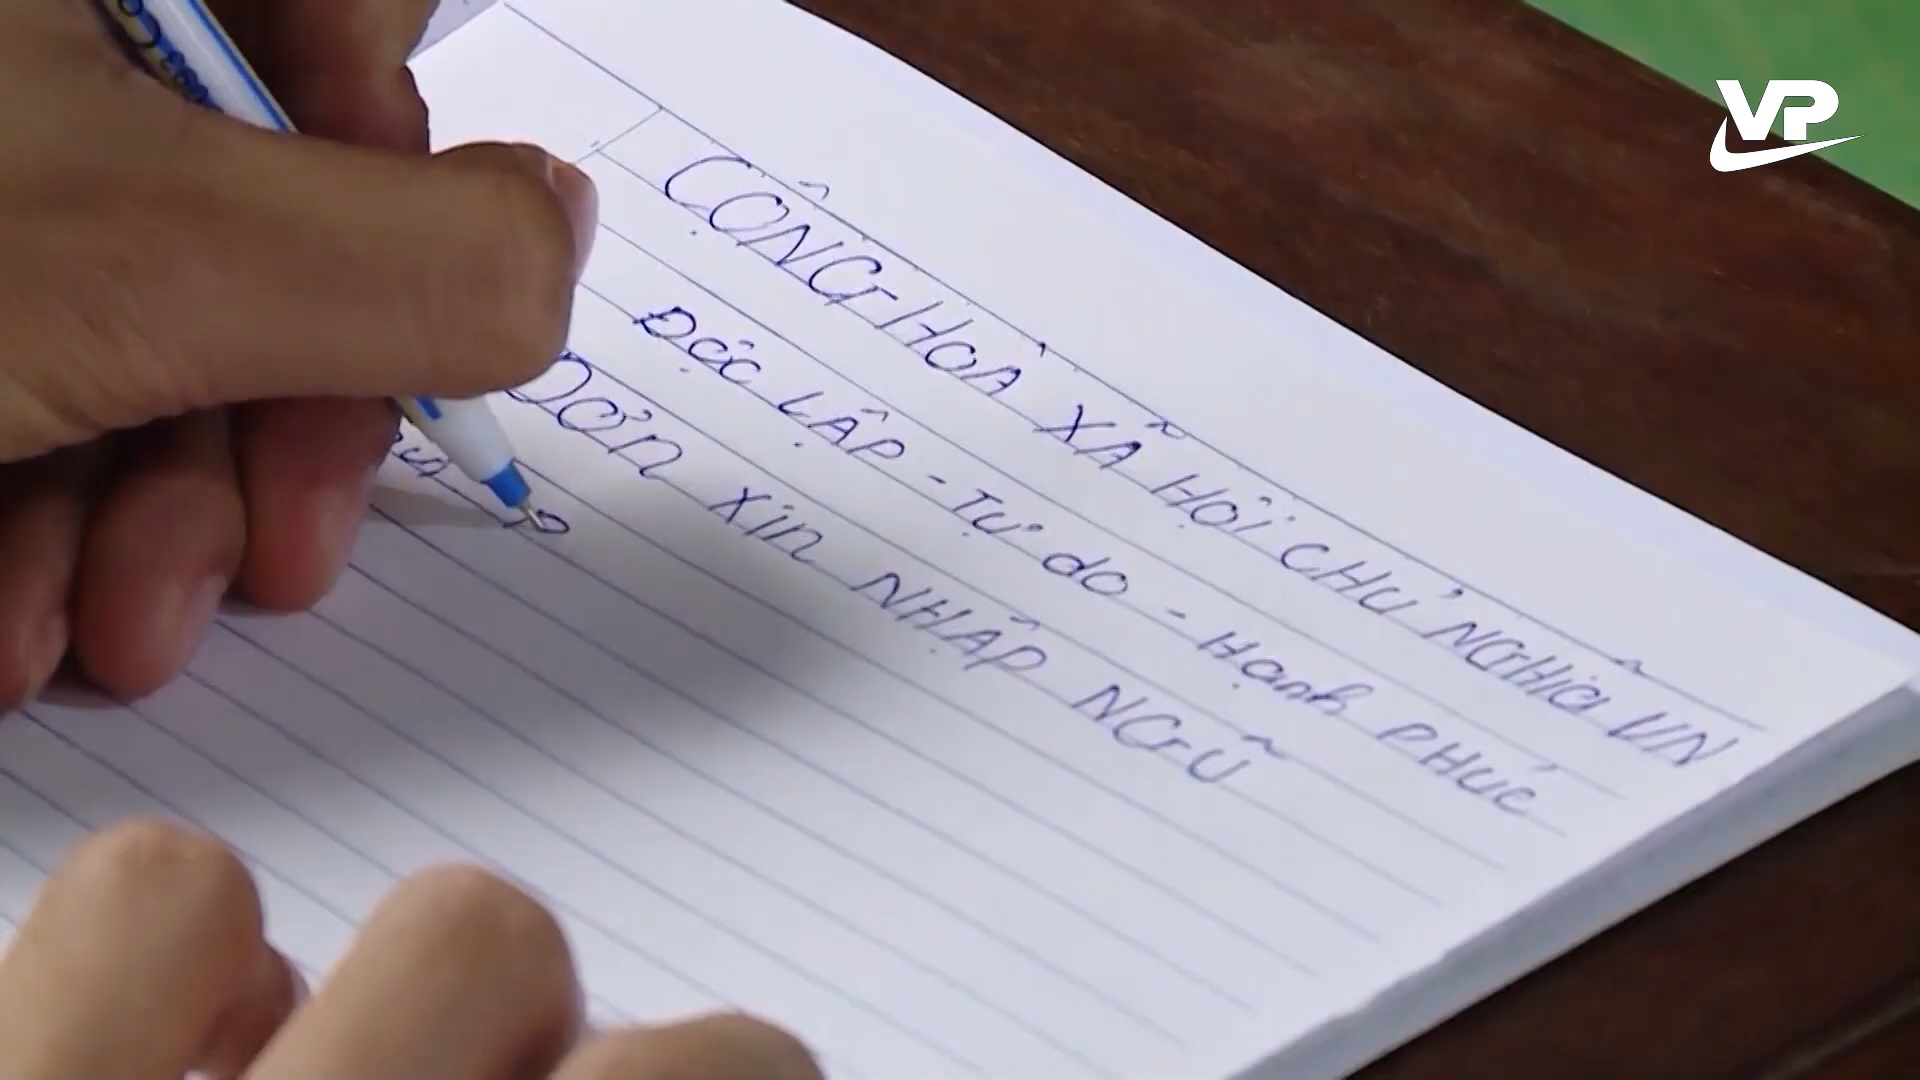 VP
CỘNG HOÀ XÃ HỘI CHỦ NGHĨA VN
ĐỘC LẬP - TỰ do - Hạnh PHÚC
ĐƠN XIN NHẬP NGŨ